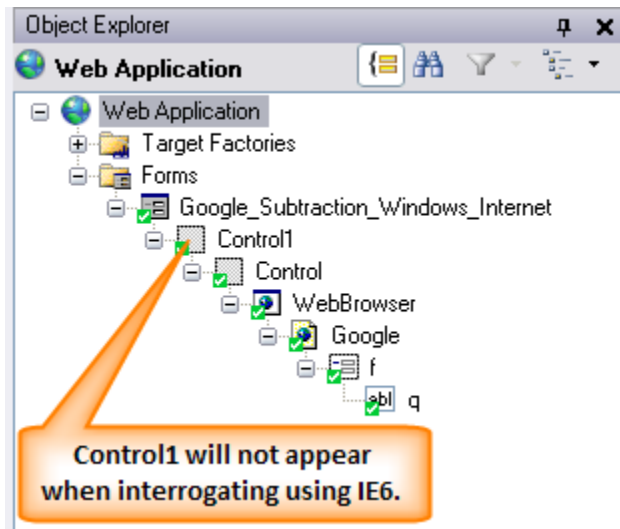 Object Explorer
Web Application
Web Application
Target Factories
Forms
Google_Subtraction_Windows_Internet
Control1
Control
WebBrowser
Google
f
abl q
Control1 will not appear
when interrogating using IE6.